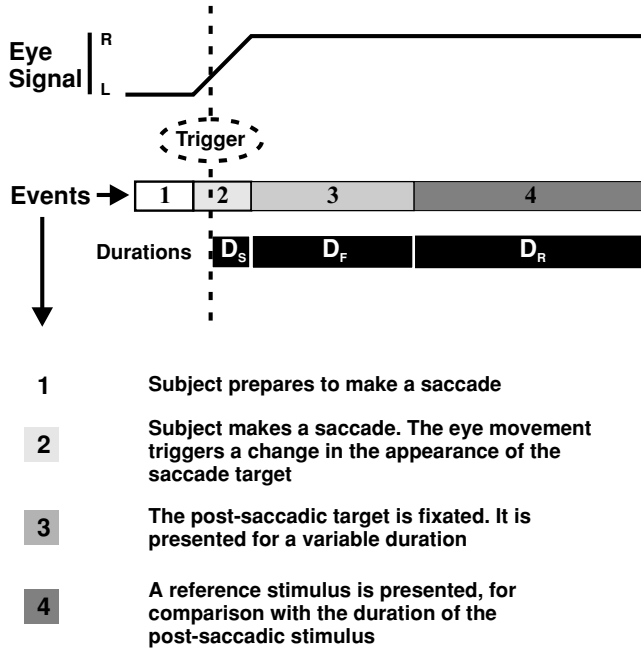 Eye
Signal
R
L
Trigger
Events 1 2 3 4
Durations DS DF DR
1 Subject prepares to make a saccade
2 Subject makes a saccade. The eye movement
triggers a change in the appearance of the
saccade target
3 The post-saccadic target is fixated. It is
presented for a variable duration
4 A reference stimulus is presented, for
comparison with the duration of the
post-saccadic stimulus